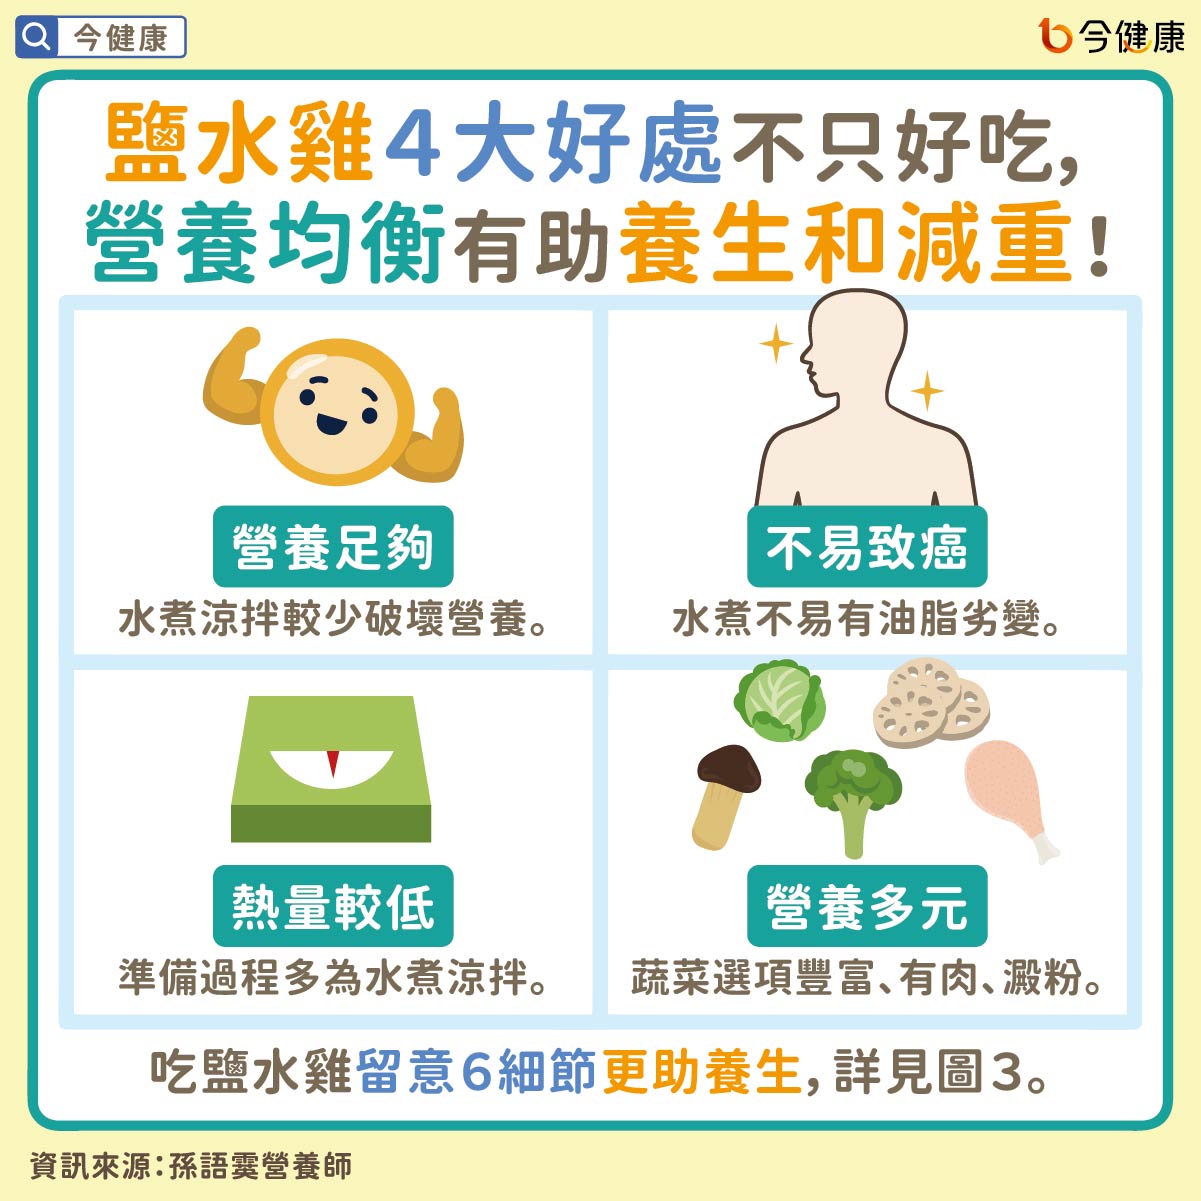 今健康
今健康
鹽水雞4大好處不只好吃,
營養均衡有助養生和減重!
營養足夠
水煮涼拌較少破壞營養。
不易致癌
水煮不易有油脂劣變。
熱量較低
準備過程多為水煮涼拌。
營養多元
蔬菜選項豐富、有肉、澱粉。
吃鹽水雞留意6細節更助養生,詳見圖3。
資訊來源:孫語霙營養師